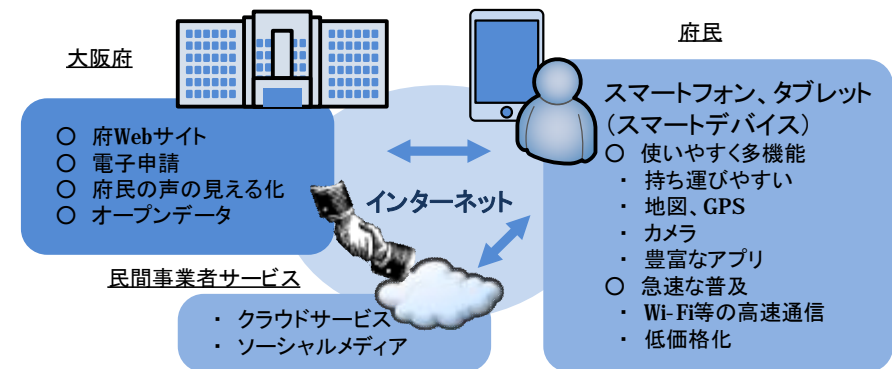 大阪府
〇 府Webサイト
〇 電子申請
〇 府民の声の見える化
〇 オープンデータ
インターネット
民間事業者サービス
・ クラウドサービス
・ ソーシャルメディア
府民
スマートフォン、タブレット
(スマートデバイス)
〇 使いやすく多機能
・ 持ち運びやすい
・ 地図、GPS
・ カメラ
・ 豊富なアプリ
〇 急速な普及
・ Wi-Fi等の高速通信
・ 低価格化